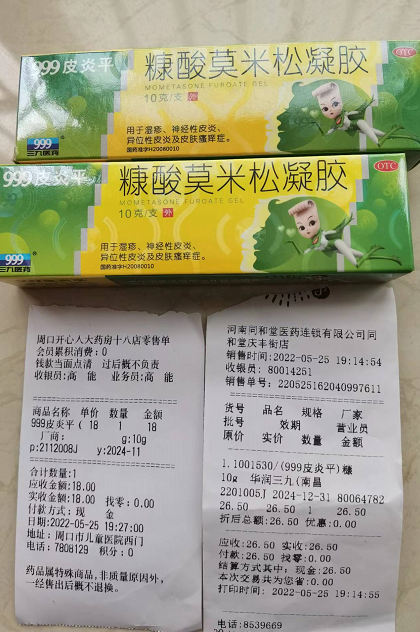 999皮炎平 糠酸莫米松凝胶
MOMETASONE FUROATE GEL
10克/支 外
OTC
999
三九医药
用于湿疹、神经性皮炎、
异位性皮炎及皮肤瘙痒症。
国药准字H20080010
999皮炎平 糠酸莫米松凝胶
MOMETASONE FUROATE GEL
10克/支 外
OTC
999
三九医药
用于湿疹、神经性皮炎、
异位性皮炎及皮肤瘙痒症。
国药准字H20080010
周口开心人大药房十八店零售单
会员累积消费：0
钱款当面点清 过后概不负责
收银员：高 能 业务员：高 能
商品名称 单价 数量 金额
999皮炎平（ 18 1 18
厂商： g:10g
p:2112008J y:2024-11
合计数量:1
应收金额:18.00
实收金额:18.00 找零：0.00
付款方式：现 金
日期:2022-05-25 19:27:00
地址：周口市儿童医院西门
电话：7808129 积分：0
药品属特殊商品,非质量原因外,
一经售出后概不退换。
河南同和堂医药连锁有限公司同
和堂庆丰街店
销售时间:2022-05-25 19:14:54
收银员：80014251
销售单号：220525162040997611
货号 品名 规格 厂家
批号 效期 营业员
原价 实价 数量 金额
1.1001530/(999皮炎平)糠
10g 华润三九(南昌
2201005J 2024-12-31 80064782
26.50 26.50 1 26.50
折后总额:26.50 优惠:0.00
应收:26.50 实收:26.50
付款:26.50 找零:0.00
结算方式其中：现金:26.50
本次交易共为您省：0.00
打印时间：2022-05-25 19:14:55
电话:8539669